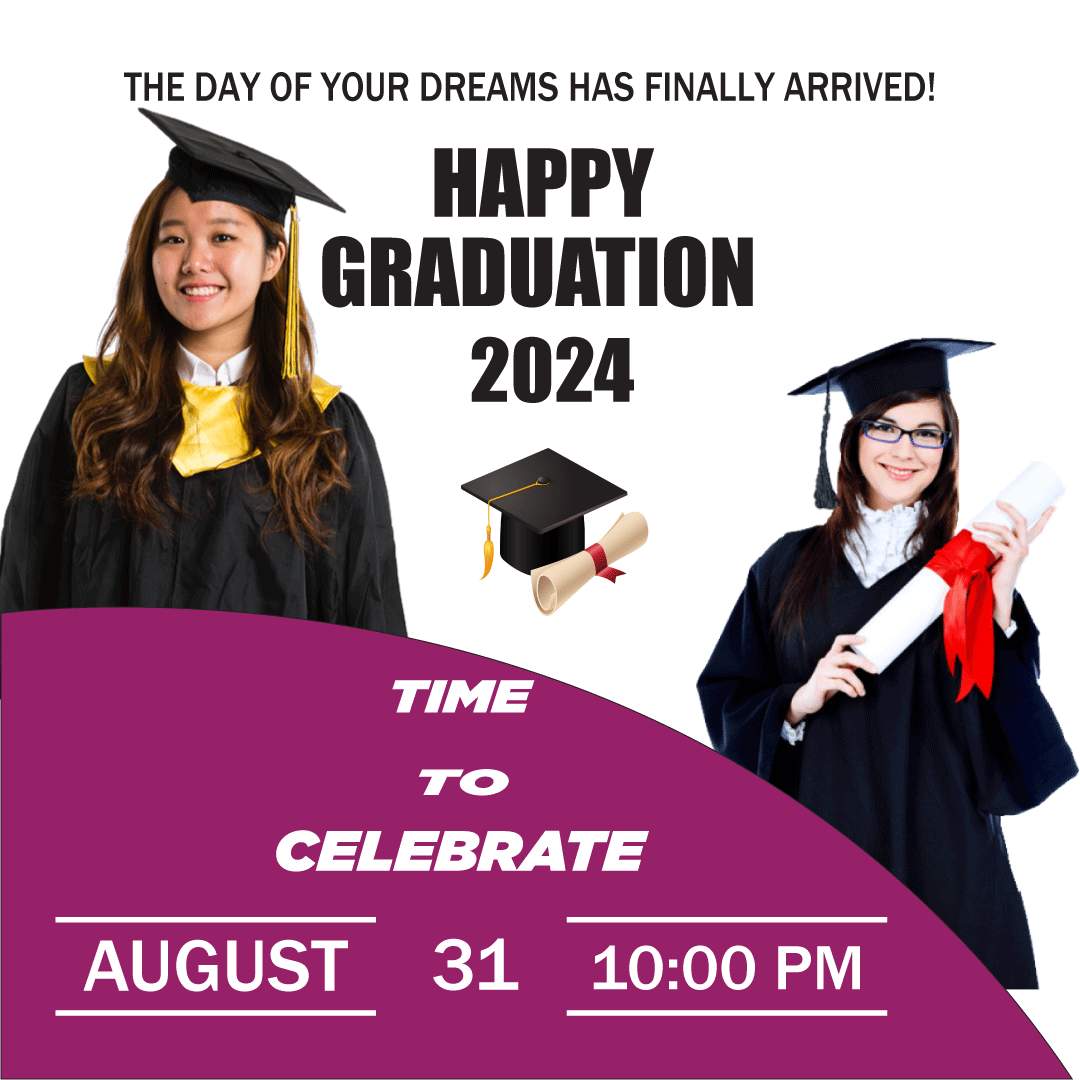 THE DAY OF YOUR DREAMS HAS FINALLY ARRIVED!
HAPPY
GRADUATION
2024
TIME
TO
CELEBRATE
AUGUST 31 10:00 PM